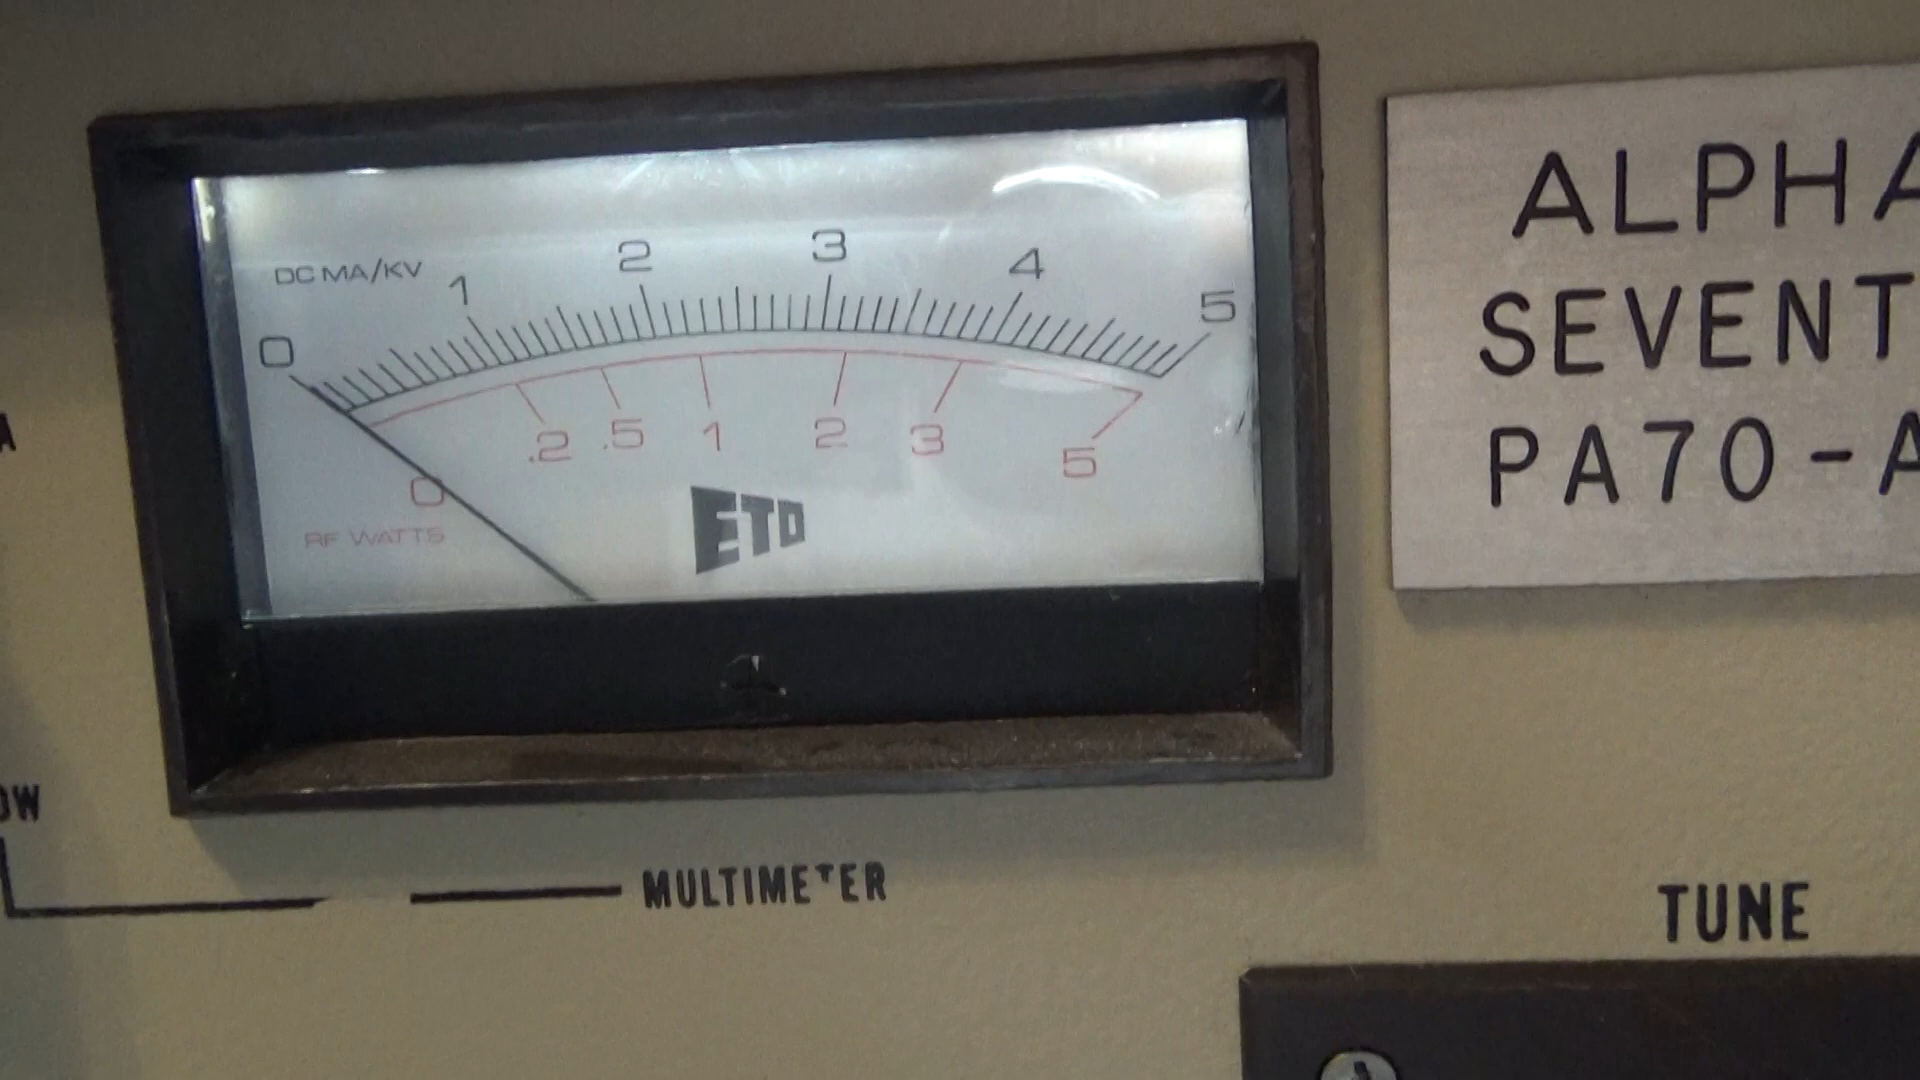 DC MA/KV
0 1 2 3 4 5
0 .2 .5 1 2 3 5
RF WATTS
ETO
MULTIMETER
ALPHA
SEVENT
PA70-A
TUNE
OW
A